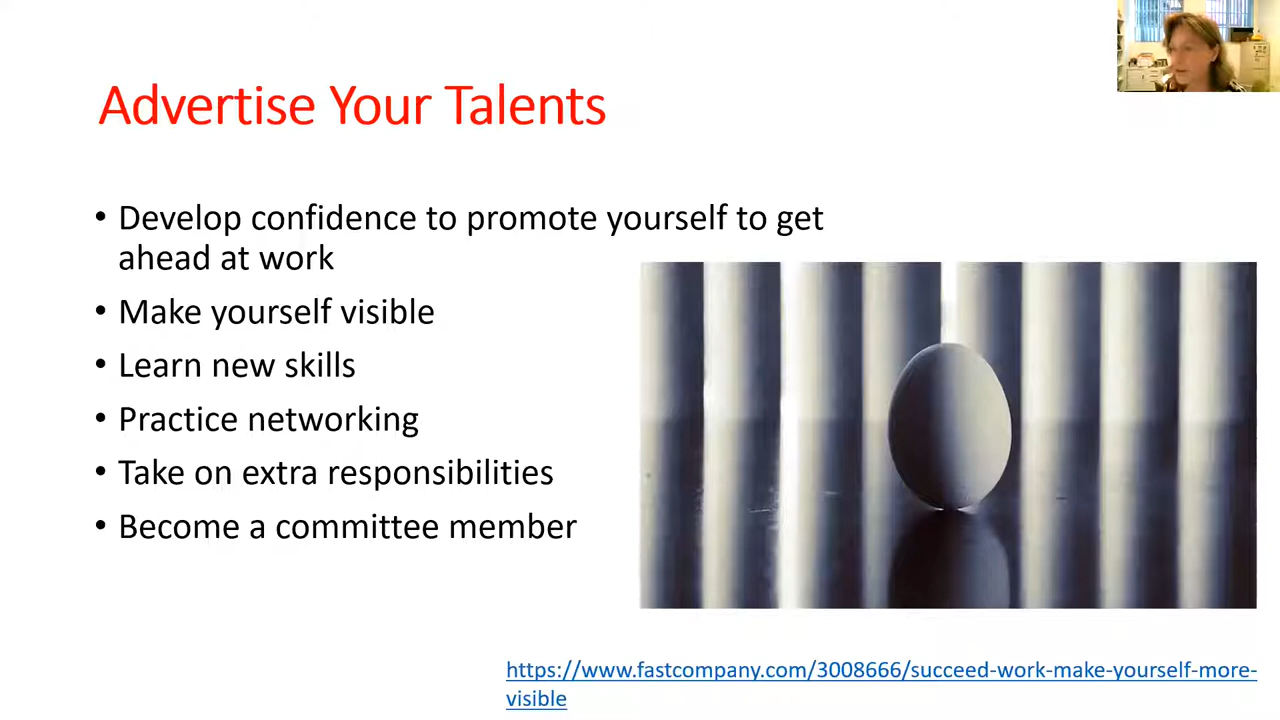 Advertise Your Talents
• Develop confidence to promote yourself to get
ahead at work
• Make yourself visible
• Learn new skills
• Practice networking
• Take on extra responsibilities
• Become a committee member
https://www.fastcompany.com/3008666/succeed-work-make-yourself-more-
visible